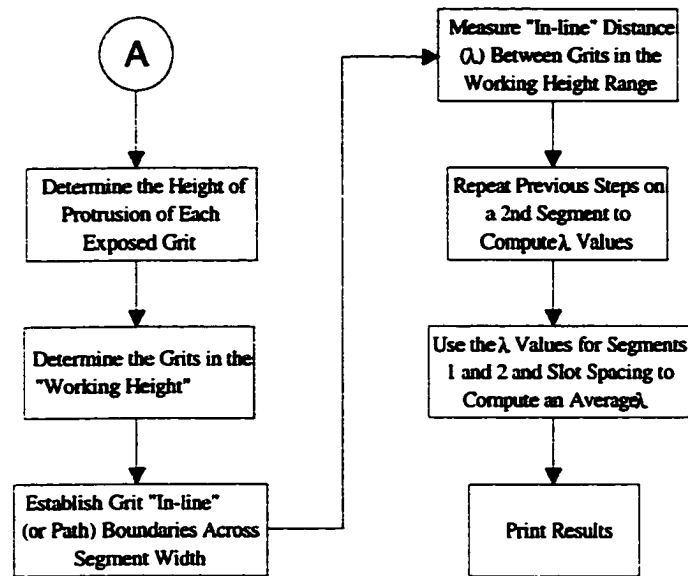 A
Determine the Height of
Protrusion of Each
Exposed Grit
Determine the Grits in the
"Working Height"
Establish Grit "In-line"
(or Path) Boundaries Across
Segment Width
Measure "In-line" Distance
(λ) Between Grits in the
Working Height Range
Repeat Previous Steps on
a 2nd Segment to
Compute λ Values
Use the λ Values for Segments
1 and 2 and Slot Spacing to
Compute an Averageλ
Print Results